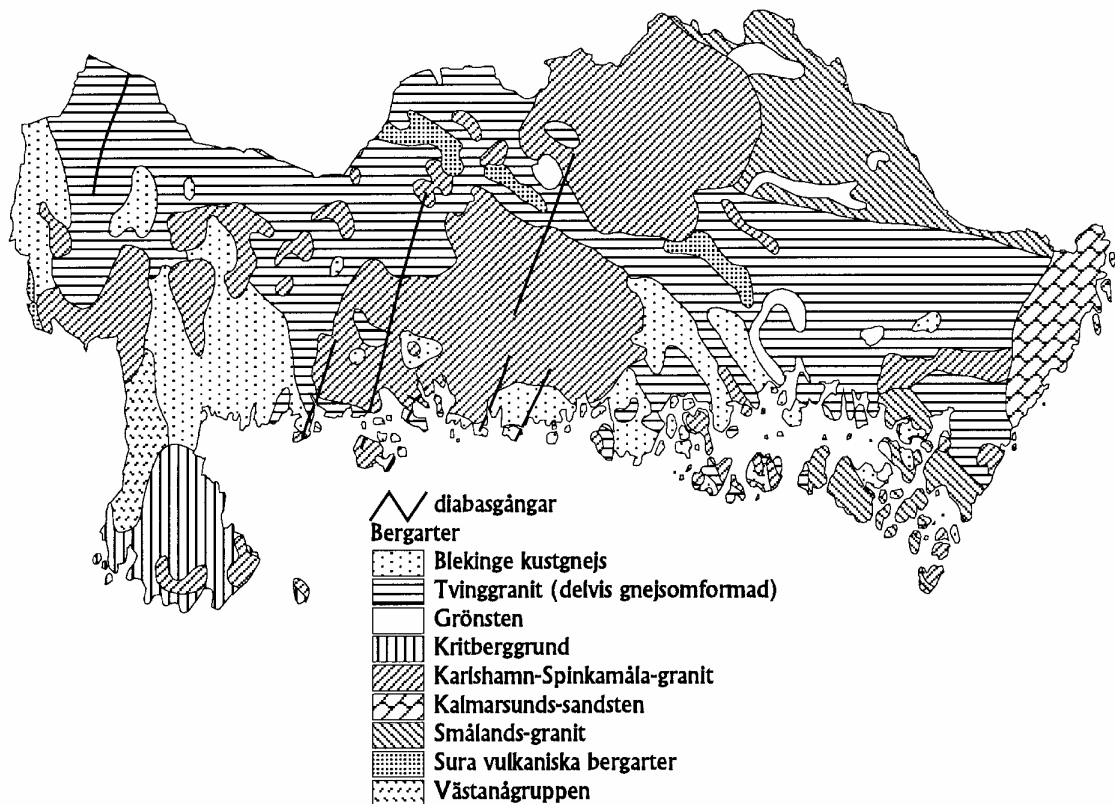 diabasgångar
Bergarter
Blekinge kustgnejs
Tvinggranit (delvis gnejsomformad)
Grönsten
Kritberggrund
Karlshamn-Spinkamåla-granit
Kalmarsunds-sandsten
Smålands-granit
Sura vulkaniska bergarter
Västanågruppen